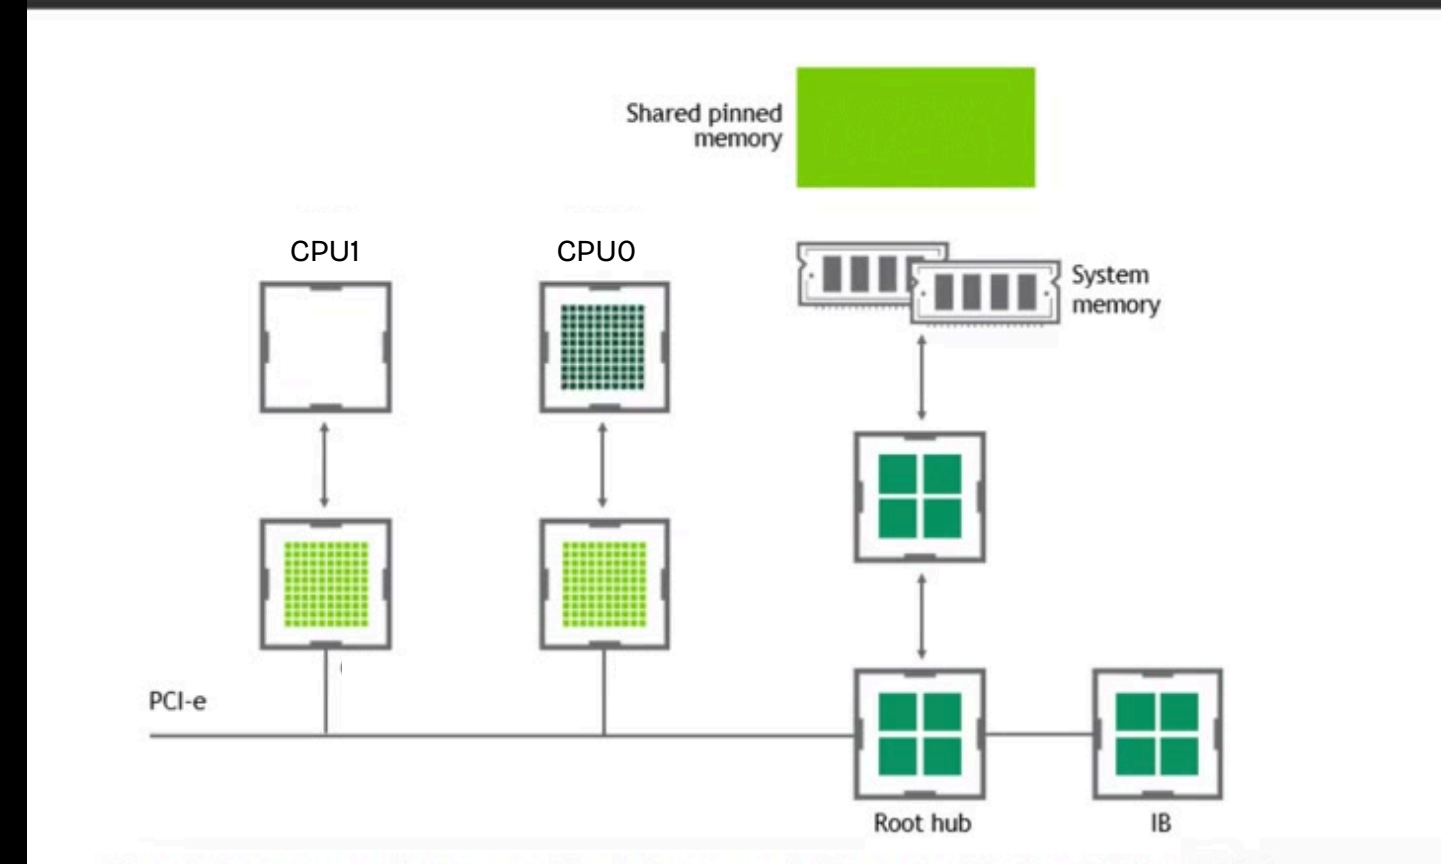 Shared pinned
memory
CPU1
CPU0
System
memory
PCI-e
Root hub
IB